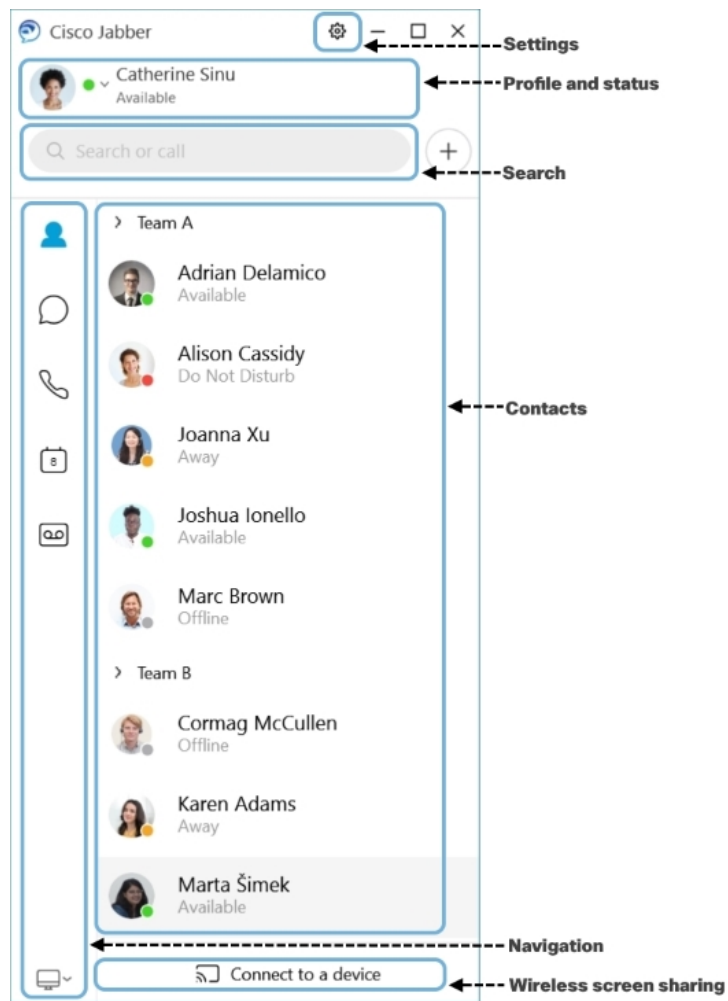 Cisco Jabber
Settings
Catherine Sinu
Available
Profile and status
Search or call
Search
Team A
Adrian Delamico
Available
Alison Cassidy
Do Not Disturb
Contacts
Joanna Xu
Away
8
Joshua Ionello
Available
Marc Brown
Offline
Team B
Cormag McCullen
Offline
Karen Adams
Away
Marta Šimek
Available
Navigation
Connect to a device
Wireless screen sharing